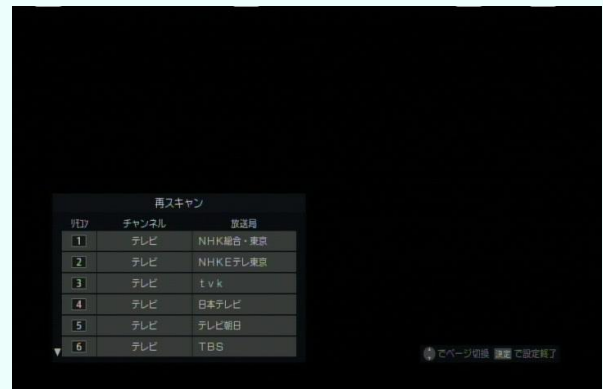 再スキャン
リモコン チャンネル 放送局
1 テレビ NHK総合・東京
2 テレビ NHKEテレ東京
3 テレビ tvk
4 テレビ 日本テレビ
5 テレビ テレビ朝日
6 テレビ TBS
でページ切換 決定 で設定終了